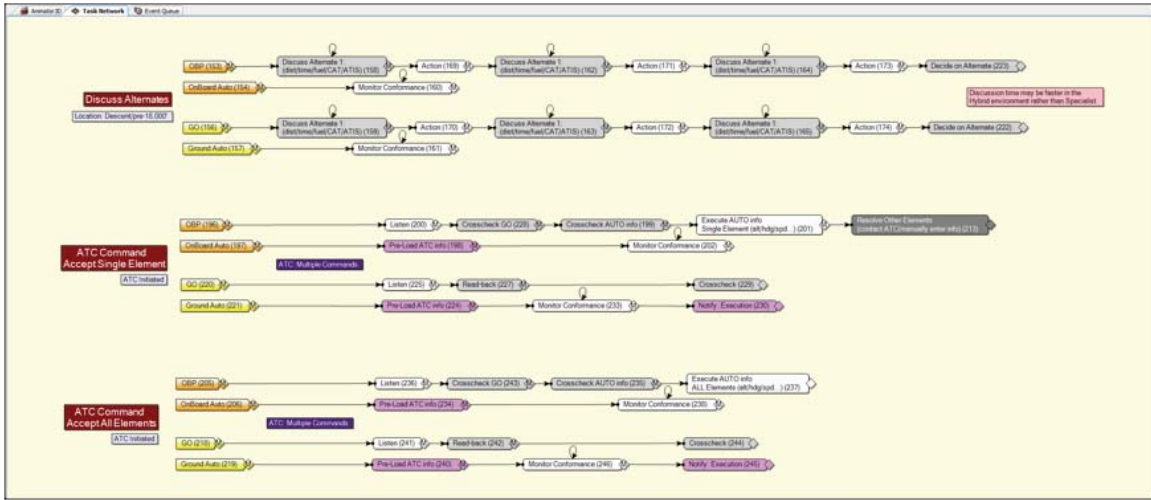 Animator 3D Task Network Event Queue
OBP (153)
Discuss Alternate 1:
(dist/time/fuel/CAT/ATIS) (158)
Action (169)
Discuss Alternate 1:
(dist/time/fuel/CAT/ATIS) (162)
Action (171)
Discuss Alternate 1:
(dist/time/fuel/CAT/ATIS) (164)
Action (173)
Decide on Alternate (223)
OnBoard Auto (154)
Monitor Conformance (160)
Discuss Alternates
Location: Descent/pre-18,000'
Discussion time may be faster in the
Hybrid environment rather than Specialist
GO (156)
Discuss Alternate 1:
(dist/time/fuel/CAT/ATIS) (159)
Action (170)
Discuss Alternate 1:
(dist/time/fuel/CAT/ATIS) (163)
Action (172)
Discuss Alternate 1:
(dist/time/fuel/CAT/ATIS) (165)
Action (174)
Decide on Alternate (222)
Ground Auto (157)
Monitor Conformance (161)
OBP (196)
Listen (200)
Crosscheck GO (228)
Crosscheck AUTO info (199)
Execute AUTO info
Single Element (alt/hdg/spd...) (201)
Resolve Other Elements
(contact ATC/manually enter info) (213)
OnBoard Auto (197)
Pre-Load ATC info (198)
Monitor Conformance (202)
ATC Command
Accept Single Element
ATC Initiated
ATC: Multiple Commands
GO (220)
Listen (225)
Read-back (227)
Crosscheck (229)
Ground Auto (221)
Pre-Load ATC info (224)
Monitor Conformance (233)
Notify: Execution (230)
OBP (205)
Listen (236)
Crosscheck GO (243)
Crosscheck AUTO info (235)
Execute AUTO info
ALL Elements (alt/hdg/spd...) (237)
OnBoard Auto (206)
Pre-Load ATC info (234)
Monitor Conformance (238)
ATC Command
Accept All Elements
ATC Initiated
ATC: Multiple Commands
GO (218)
Listen (241)
Read-back (242)
Crosscheck (244)
Ground Auto (219)
Pre-Load ATC info (240)
Monitor Conformance (246)
Notify: Execution (245)